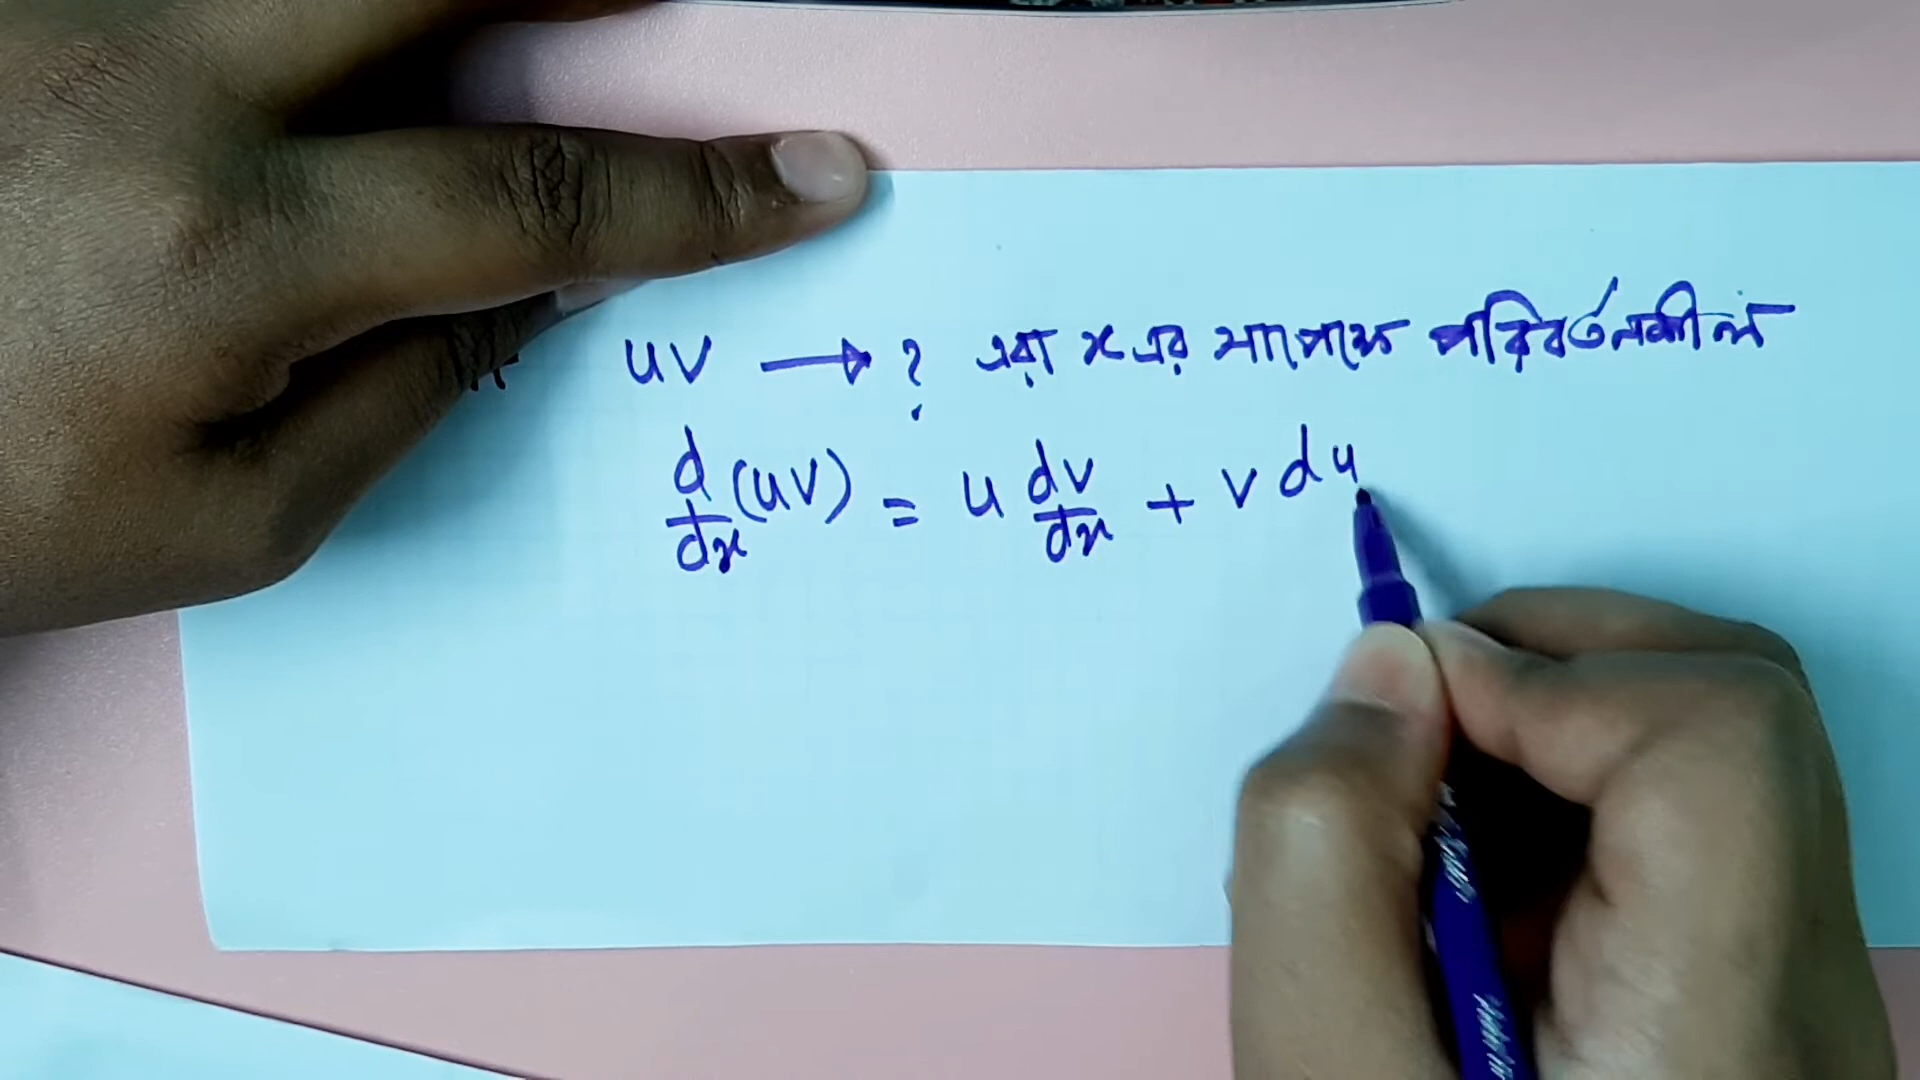 uv → ? এরা x এর সাপেক্ষে পরিবর্তনশীল
d/dx (uv) = u dv/dx + v du